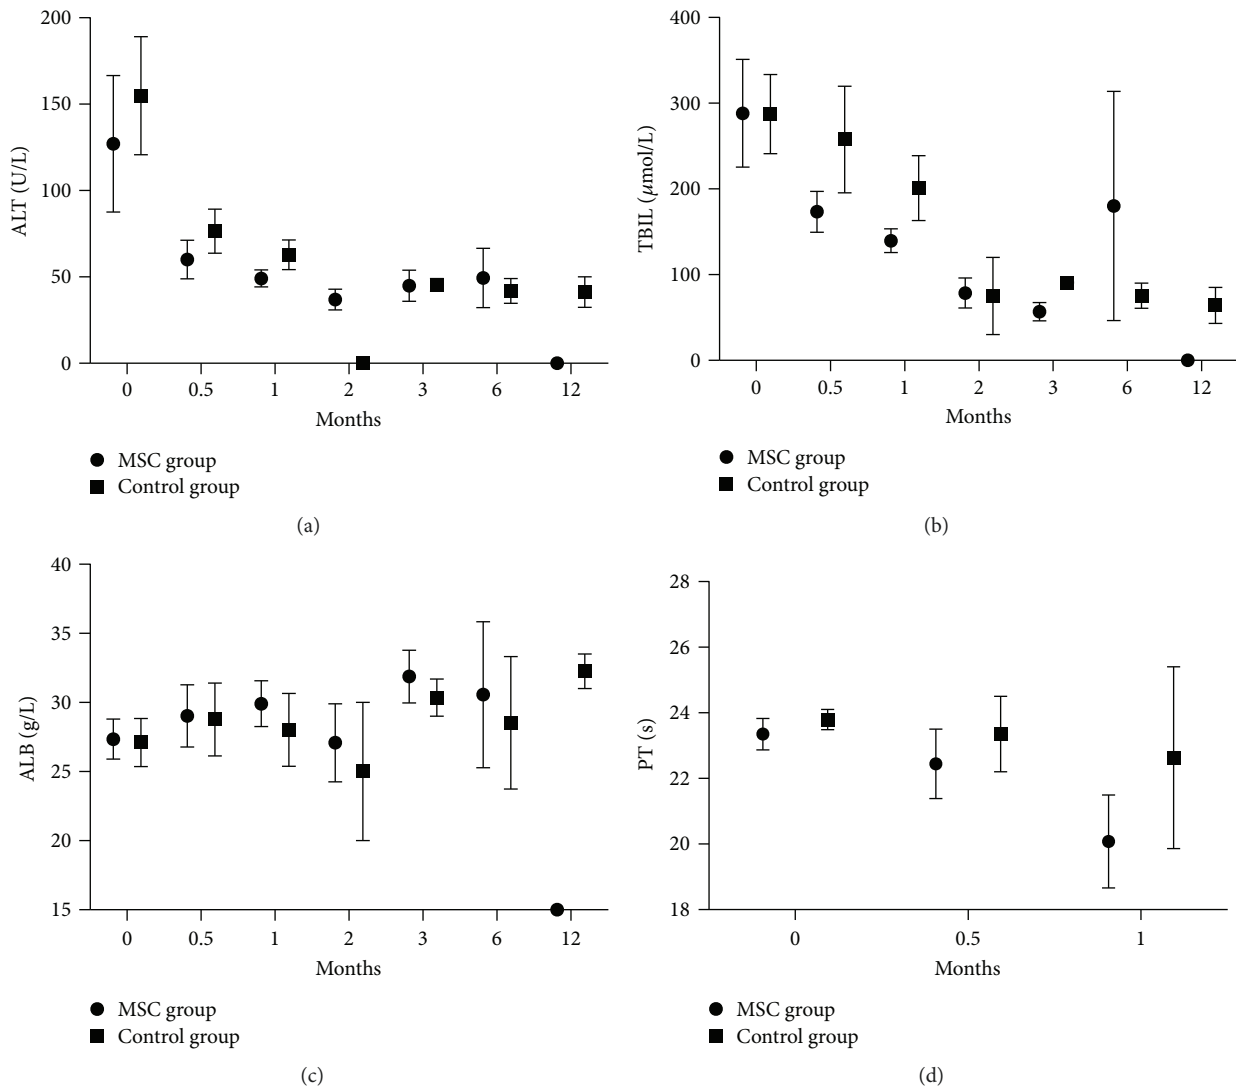 200
150
100
50
0
ALT (U/L)
0 0.5 1 2 3 6 12
Months
MSC group
Control group
(a)
400
300
200
100
0
TBIL (μmol/L)
0 0.5 1 2 3 6 12
Months
MSC group
Control group
(b)
40
35
30
25
20
15
ALB (g/L)
0 0.5 1 2 3 6 12
Months
MSC group
Control group
(c)
28
26
24
22
20
18
PT (s)
0 0.5 1
Months
MSC group
Control group
(d)